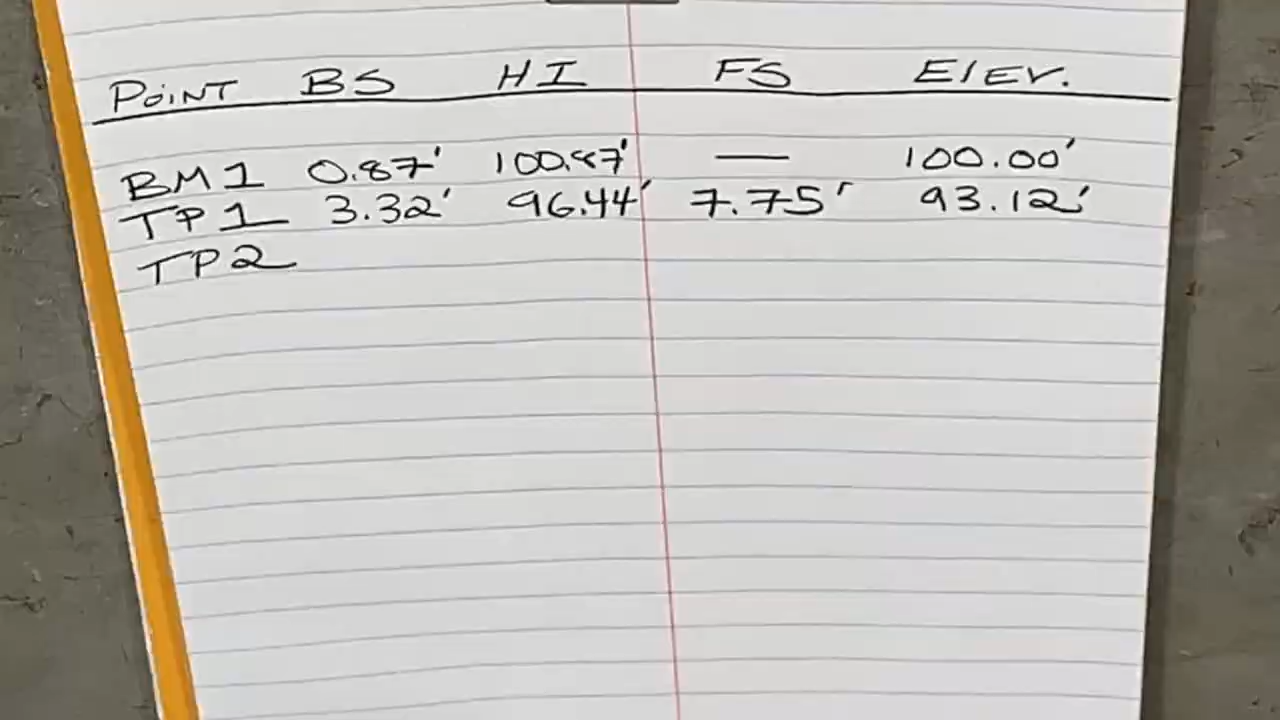 POiNT BS HI FS ElEV.
BM1 0.87' 100.87' — 100.00'
TP1 3.32' 96.44' 7.75' 93.12'
TP2